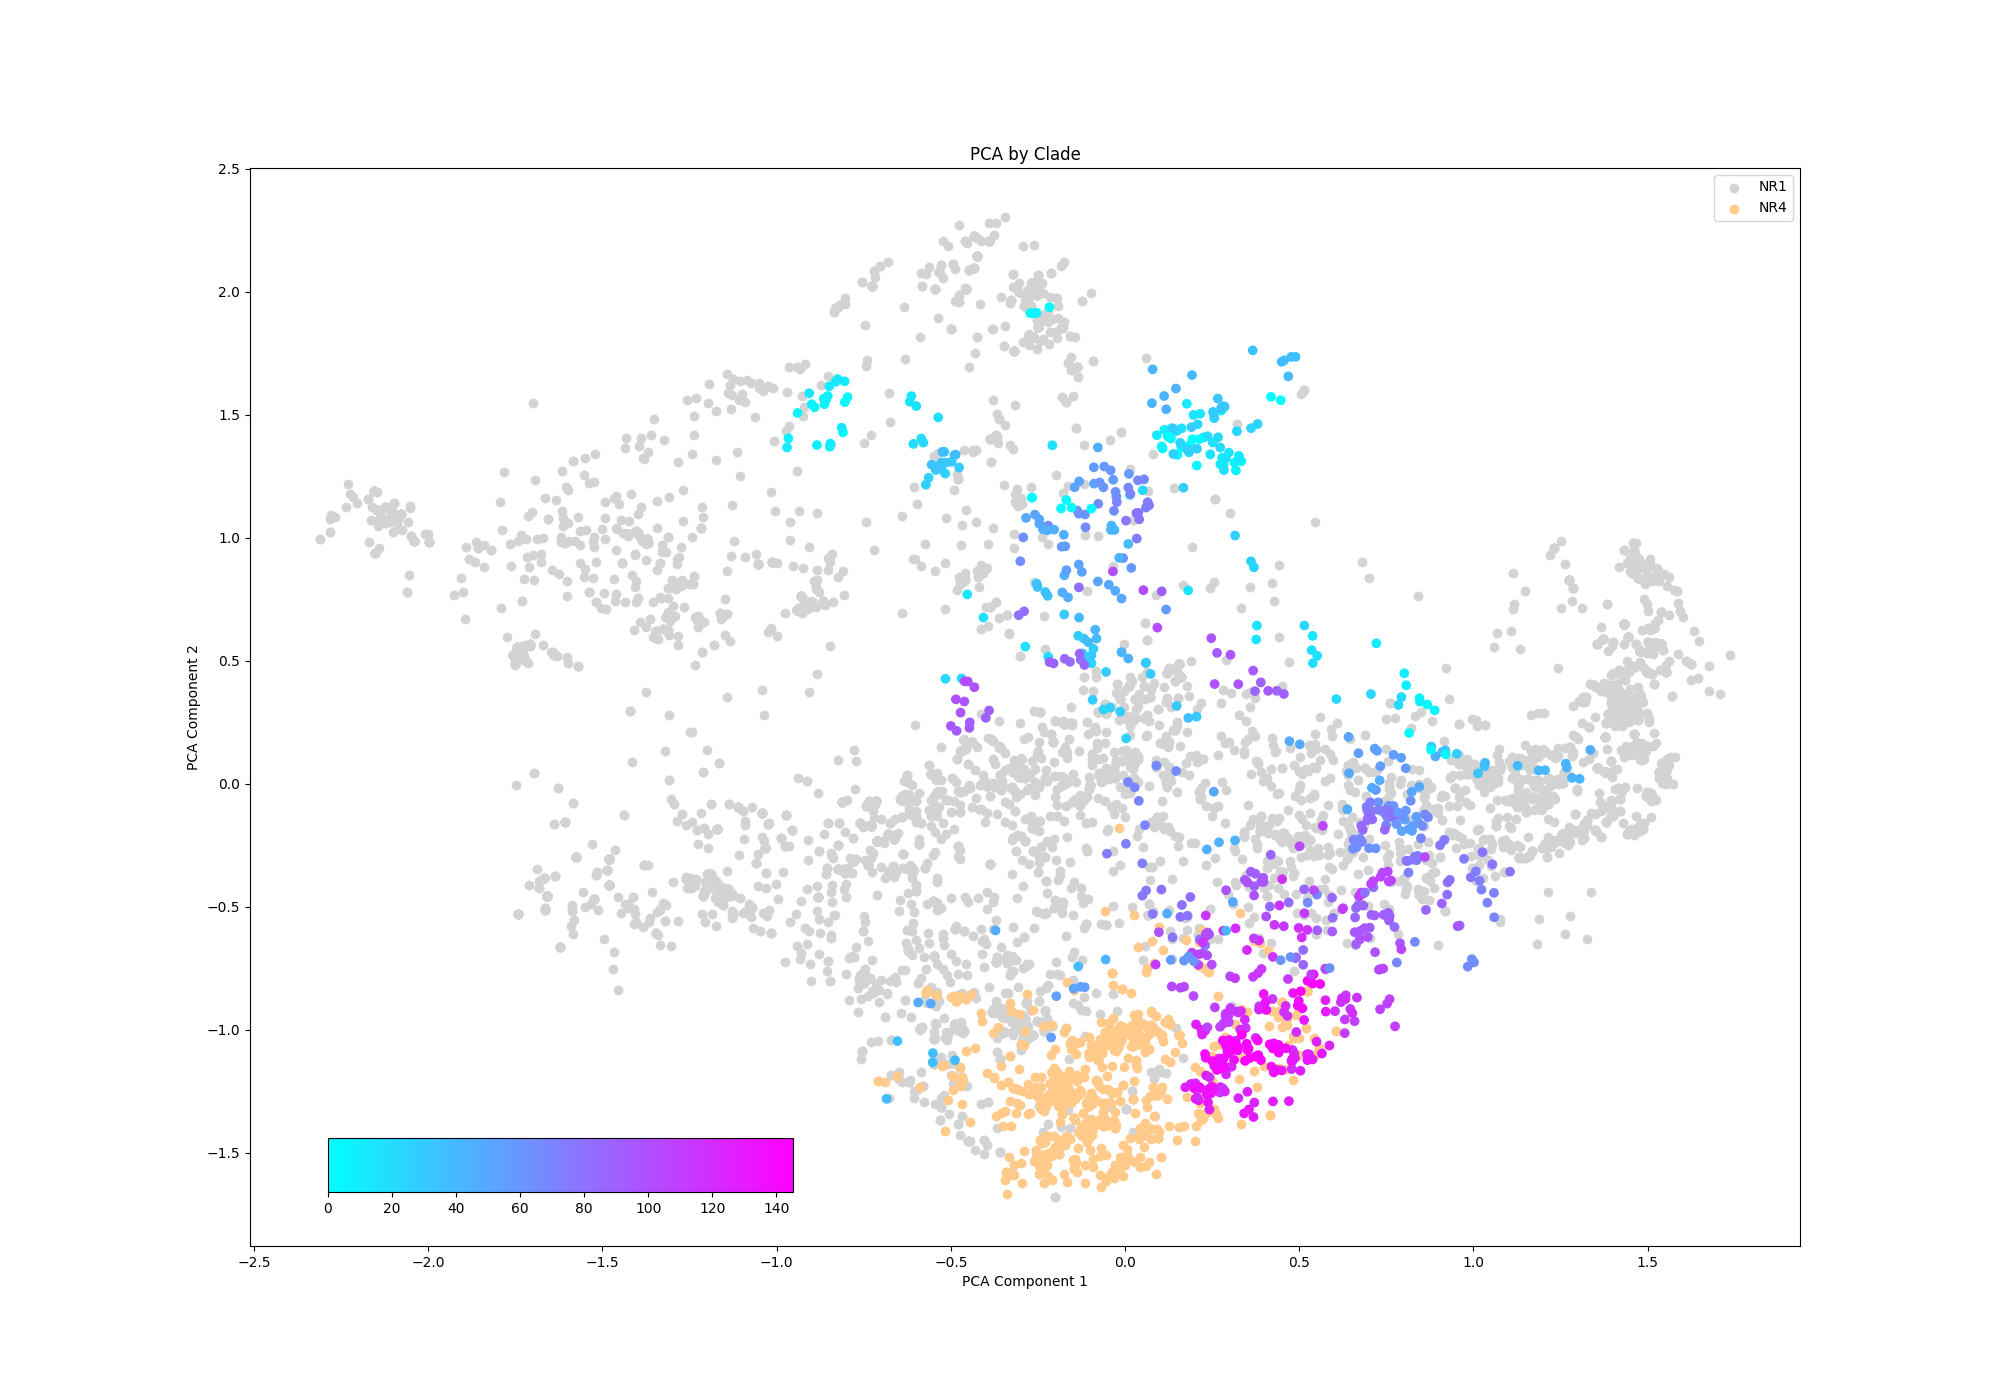 PCA by Clade
NR1
NR4
PCA Component 2
2.5
2.0
1.5
1.0
0.5
0.0
−0.5
−1.0
−1.5
0 20 40 60 80 100 120 140
−2.5 −2.0 −1.5 −1.0 −0.5 0.0 0.5 1.0 1.5
PCA Component 1